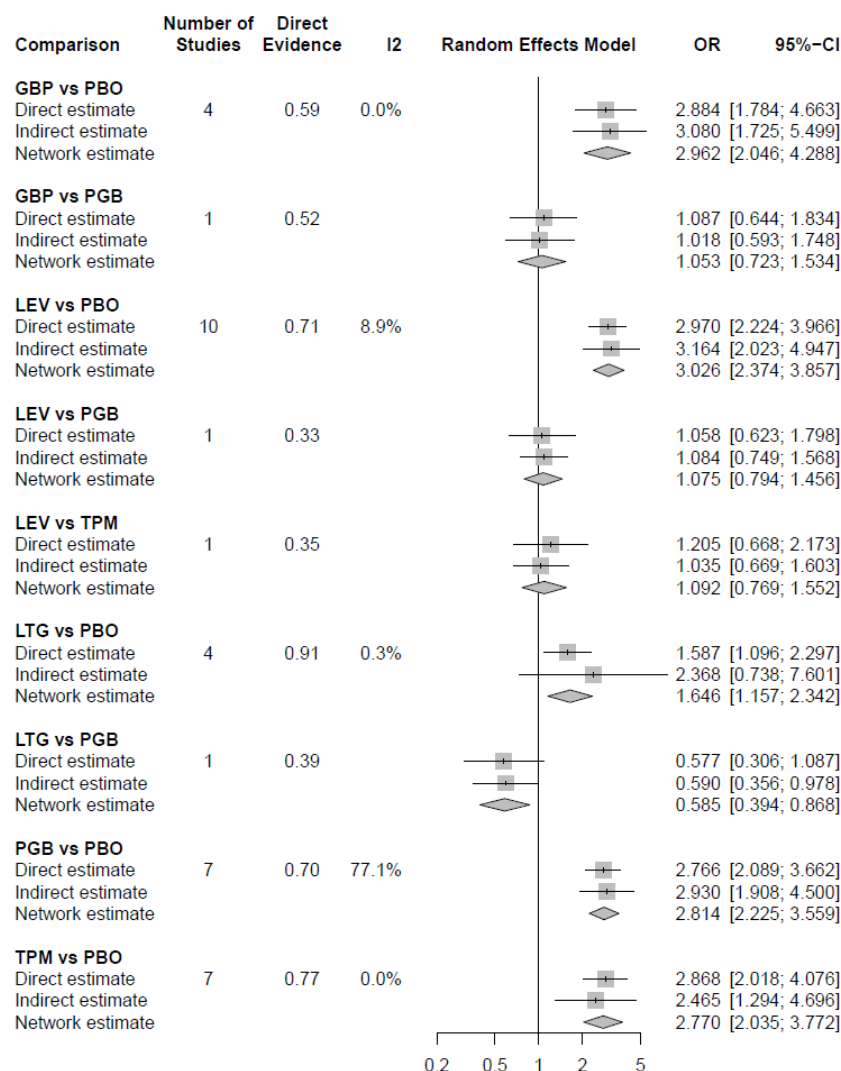 Comparison Number of Studies Direct Evidence I2 Random Effects Model OR 95%−CI
GBP vs PBO
Direct estimate 4 0.59 0.0% 2.884 [1.784; 4.663]
Indirect estimate 3.080 [1.725; 5.499]
Network estimate 2.962 [2.046; 4.288]
GBP vs PGB
Direct estimate 1 0.52 1.087 [0.644; 1.834]
Indirect estimate 1.018 [0.593; 1.748]
Network estimate 1.053 [0.723; 1.534]
LEV vs PBO
Direct estimate 10 0.71 8.9% 2.970 [2.224; 3.966]
Indirect estimate 3.164 [2.023; 4.947]
Network estimate 3.026 [2.374; 3.857]
LEV vs PGB
Direct estimate 1 0.33 1.058 [0.623; 1.798]
Indirect estimate 1.084 [0.749; 1.568]
Network estimate 1.075 [0.794; 1.456]
LEV vs TPM
Direct estimate 1 0.35 1.205 [0.668; 2.173]
Indirect estimate 1.035 [0.669; 1.603]
Network estimate 1.092 [0.769; 1.552]
LTG vs PBO
Direct estimate 4 0.91 0.3% 1.587 [1.096; 2.297]
Indirect estimate 2.368 [0.738; 7.601]
Network estimate 1.646 [1.157; 2.342]
LTG vs PGB
Direct estimate 1 0.39 0.577 [0.306; 1.087]
Indirect estimate 0.590 [0.356; 0.978]
Network estimate 0.585 [0.394; 0.868]
PGB vs PBO
Direct estimate 7 0.70 77.1% 2.766 [2.089; 3.662]
Indirect estimate 2.930 [1.908; 4.500]
Network estimate 2.814 [2.225; 3.559]
TPM vs PBO
Direct estimate 7 0.77 0.0% 2.868 [2.018; 4.076]
Indirect estimate 2.465 [1.294; 4.696]
Network estimate 2.770 [2.035; 3.772]
0.2 0.5 1 2 5